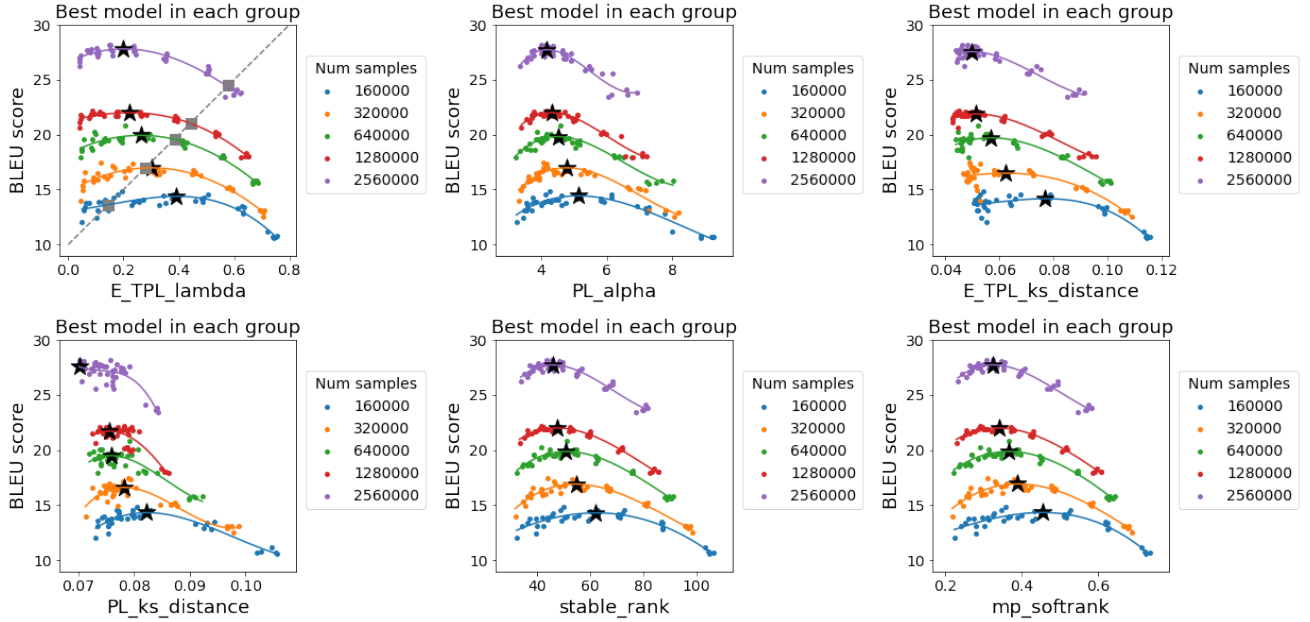 Best model in each group
30
25
20
15
10
BLEU score
0.0 0.2 0.4 0.6 0.8
E_TPL_lambda
Num samples
160000
320000
640000
1280000
2560000
Best model in each group
30
25
20
15
10
BLEU score
4 6 8
PL_alpha
Num samples
160000
320000
640000
1280000
2560000
Best model in each group
30
25
20
15
10
BLEU score
0.04 0.06 0.08 0.10 0.12
E_TPL_ks_distance
Num samples
160000
320000
640000
1280000
2560000
Best model in each group
30
25
20
15
10
BLEU score
0.07 0.08 0.09 0.10
PL_ks_distance
Num samples
160000
320000
640000
1280000
2560000
Best model in each group
30
25
20
15
10
BLEU score
40 60 80 100
stable_rank
Num samples
160000
320000
640000
1280000
2560000
Best model in each group
30
25
20
15
10
BLEU score
0.2 0.4 0.6
mp_softrank
Num samples
160000
320000
640000
1280000
2560000